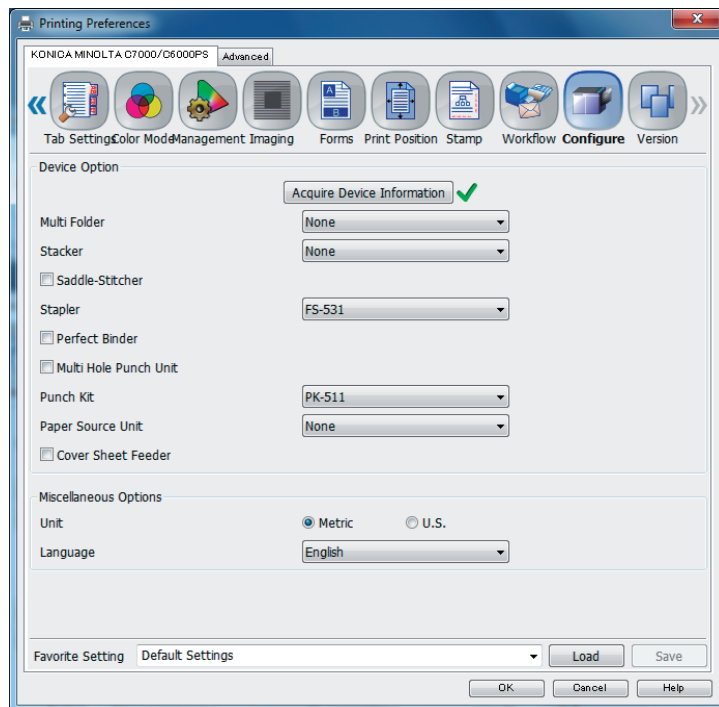 Printing Preferences
x
KONICA MINOLTA C7000/C6000PS Advanced
A
B
Tab Settings Color Mode Management Imaging Forms Print Position Stamp Workflow Configure Version
Device Option
Acquire Device Information
Multi Folder None
Stacker None
Saddle-Stitcher
Stapler FS-531
Perfect Binder
Multi Hole Punch Unit
Punch Kit PK-511
Paper Source Unit None
Cover Sheet Feeder
Miscellaneous Options
Unit Metric U.S.
Language English
Favorite Setting Default Settings Load Save
OK Cancel Help